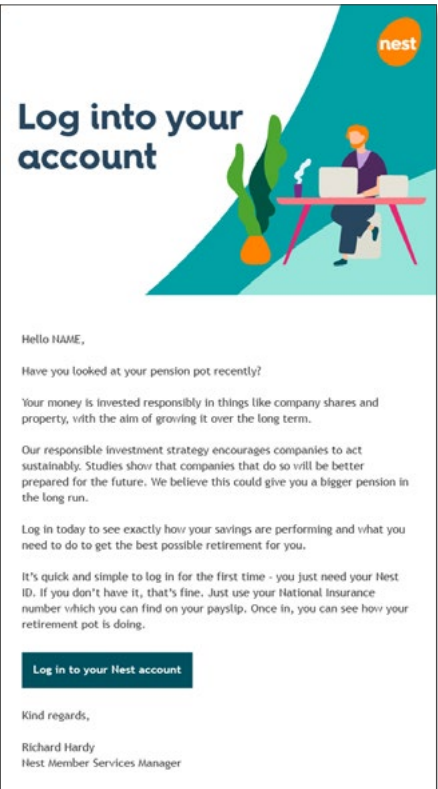 nest
Log into your
account
Hello NAME,
Have you looked at your pension pot recently?
Your money is invested responsibly in things like company shares and
property, with the aim of growing it over the long term.
Our responsible investment strategy encourages companies to act
sustainably. Studies show that companies that do so will be better
prepared for the future. We believe this could give you a bigger pension in
the long run.
Log in today to see exactly how your savings are performing and what you
need to do to get the best possible retirement for you.
It's quick and simple to log in for the first time - you just need your Nest
ID. If you don't have it, that's fine. Just use your National Insurance
number which you can find on your payslip. Once in, you can see how your
retirement pot is doing.
Log in to your Nest account
Kind regards,
Richard Hardy
Nest Member Services Manager